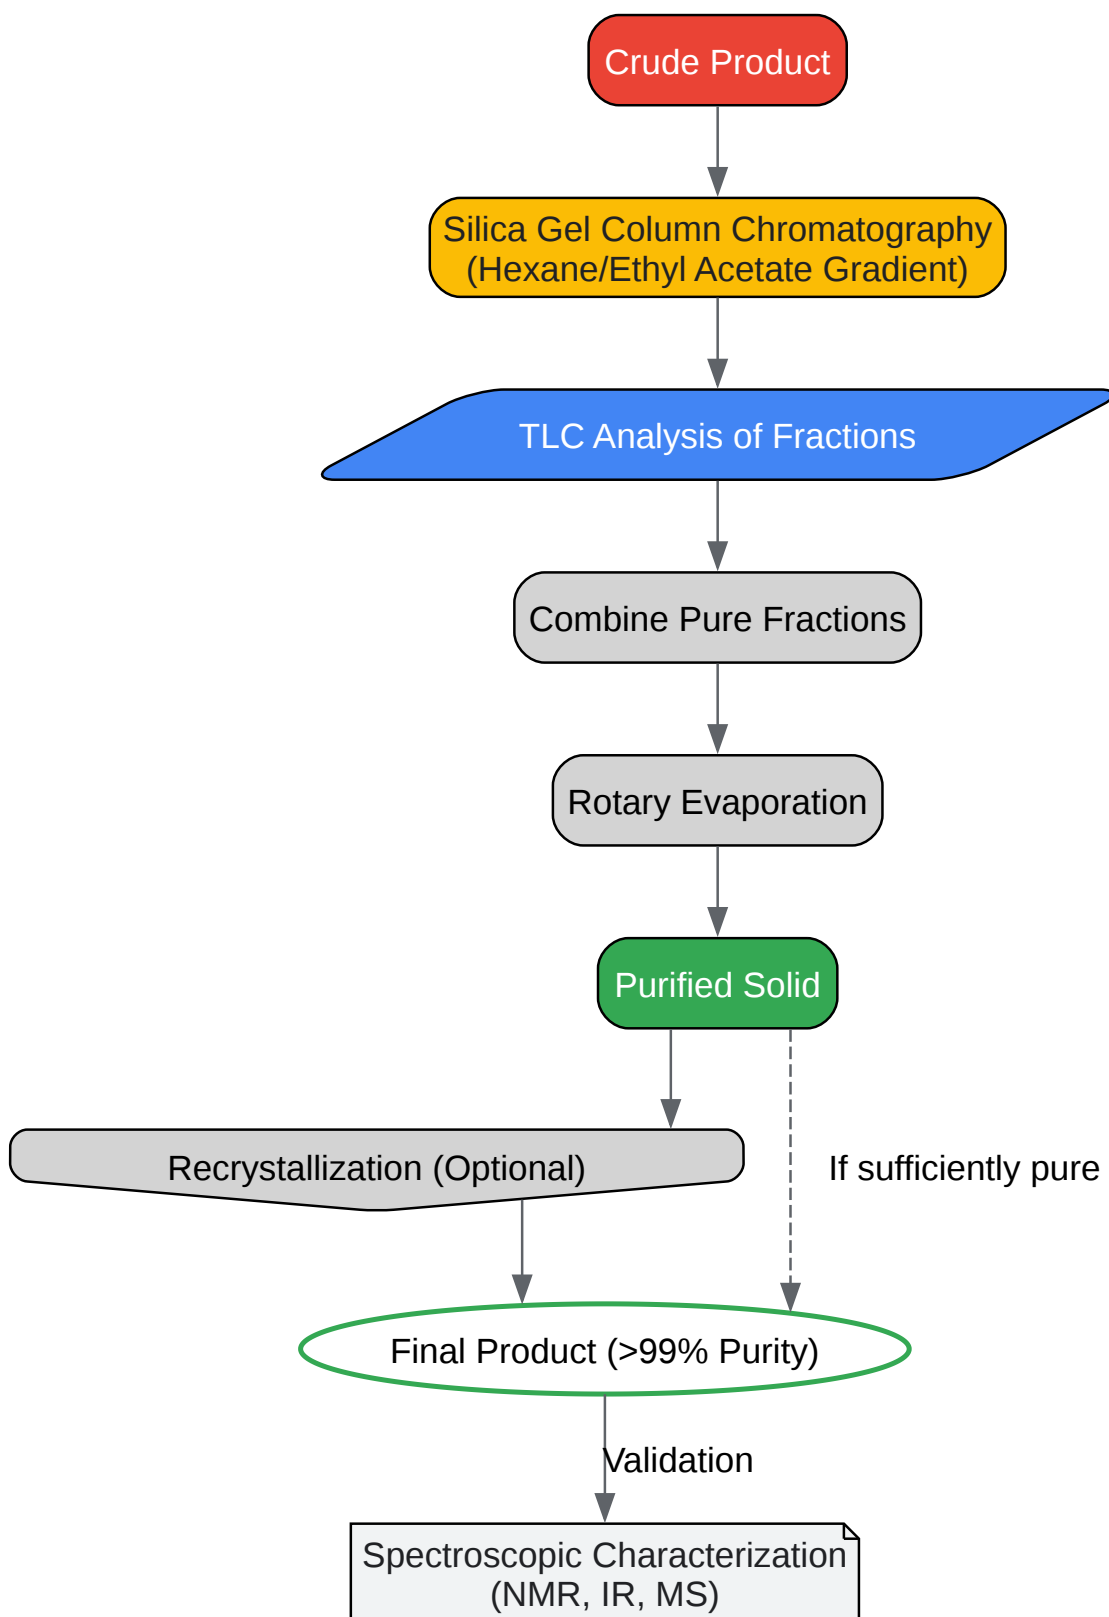 Crude Product
Silica Gel Column Chromatography
(Hexane/Ethyl Acetate Gradient)
TLC Analysis of Fractions
Combine Pure Fractions
Rotary Evaporation
Purified Solid
Recrystallization (Optional)
If sufficiently pure
Final Product (>99% Purity)
Validation
Spectroscopic Characterization
(NMR, IR, MS)